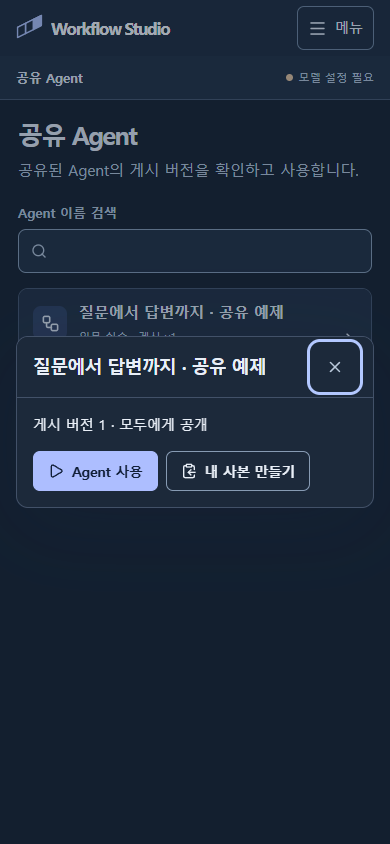 Workflow Studio
메뉴
공유 Agent
모델 설정 필요
공유 Agent
공유된 Agent의 게시 버전을 확인하고 사용합니다.
Agent 이름 검색
질문에서 답변까지 · 공유 예제
질문에서 답변까지 · 공유 예제
게시 버전 1 · 모두에게 공개
Agent 사용
내 사본 만들기